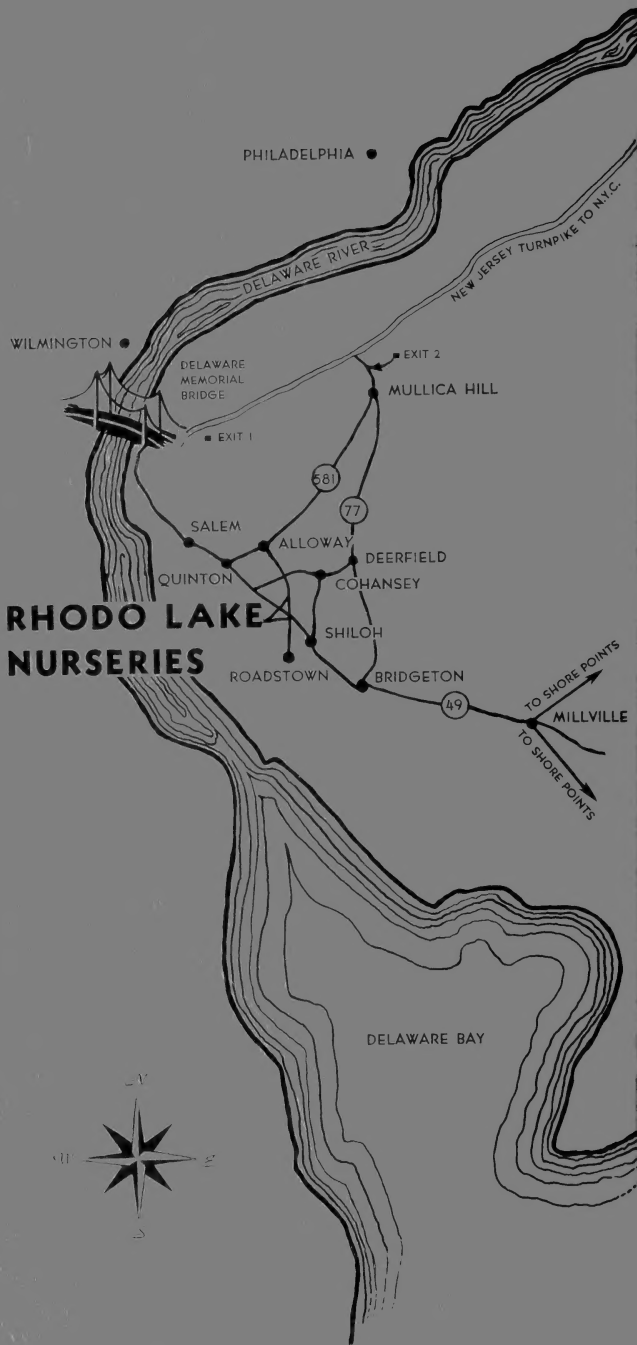 PHILADELPHIA
DELAWARE RIVER
NEW JERSEY TURNPIKE TO N.Y.C.
WILMINGTON
DELAWARE
MEMORIAL
BRIDGE
EXIT 2
MULLICA HILL
EXIT 1
581
77
SALEM
ALLOWAY
DEERFIELD
QUINTON
COHANSEY
RHODO LAKE
NURSERIES
SHILOH
ROADSTOWN
BRIDGETON
49
TO SHORE POINTS
MILLVILLE
TO SHORE POINTS
DELAWARE BAY
N
W
E
S